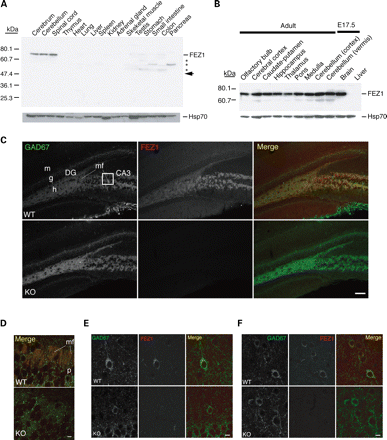 A
kDa
Cerebrum
Cerebellum
Spinal cord
Thymus
Heart
Lung
Liver
Spleen
Kidney
Adrenal gland
Skeletal muscle
Testis
Stomach
Small intestine
Colon
Pancreas
80.1
60.7
47.4
36.1
25.3
FEZ1
*
*
*
Hsp70
B
Adult
E17.5
kDa
Olfactory bulb
Cerebral cortex
Caudate-putamen
Hippocampus
Thalamus
Pons
Medulla
Cerebellum (cortex)
Cerebellum (vermis)
Brain
Liver
80.1
60.7
FEZ1
Hsp70
C
GAD67
FEZ1
Merge
m
g
h
DG
mf
CA3
WT
KO
D
Merge
mf
p
WT
KO
E
GAD67
FEZ1
Merge
WT
KO
F
GAD67
FEZ1
Merge
WT
KO